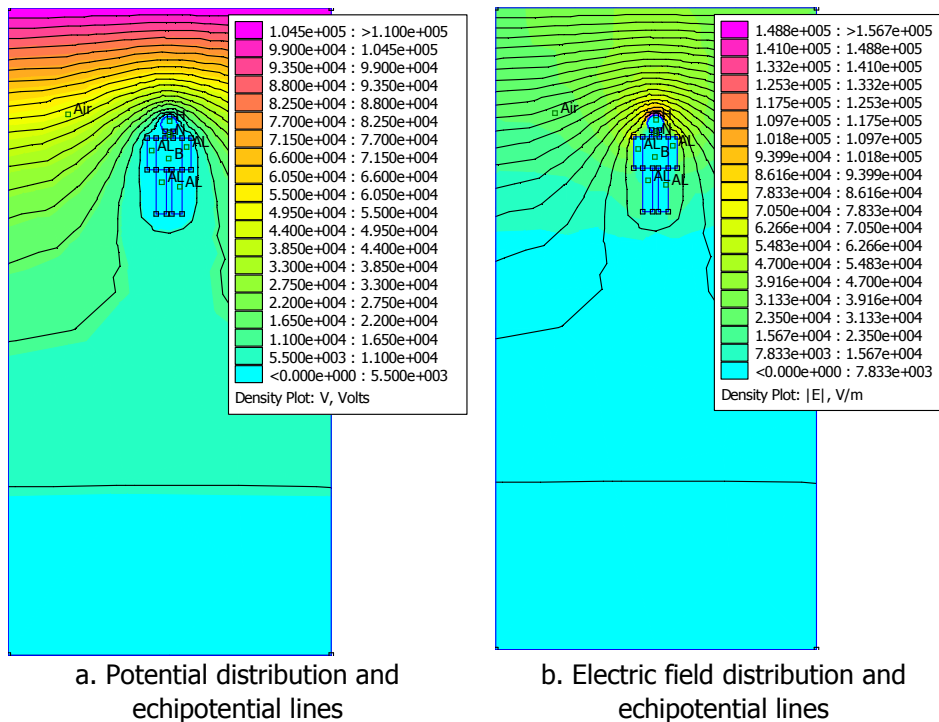 1.045e+005 : >1.100e+005
9.900e+004 : 1.045e+005
9.350e+004 : 9.900e+004
8.800e+004 : 9.350e+004
8.250e+004 : 8.800e+004
7.700e+004 : 8.250e+004
7.150e+004 : 7.700e+004
6.600e+004 : 7.150e+004
6.050e+004 : 6.600e+004
5.500e+004 : 6.050e+004
4.950e+004 : 5.500e+004
4.400e+004 : 4.950e+004
3.850e+004 : 4.400e+004
3.300e+004 : 3.850e+004
2.750e+004 : 3.300e+004
2.200e+004 : 2.750e+004
1.650e+004 : 2.200e+004
1.100e+004 : 1.650e+004
5.500e+003 : 1.100e+004
<0.000e+000 : 5.500e+003
Density Plot: V, Volts
Air
AL
AL
B
AL
AL
a. Potential distribution and
echipotential lines
1.488e+005 : >1.567e+005
1.410e+005 : 1.488e+005
1.332e+005 : 1.410e+005
1.253e+005 : 1.332e+005
1.175e+005 : 1.253e+005
1.097e+005 : 1.175e+005
1.018e+005 : 1.097e+005
9.399e+004 : 1.018e+005
8.616e+004 : 9.399e+004
7.833e+004 : 8.616e+004
7.050e+004 : 7.833e+004
6.266e+004 : 7.050e+004
5.483e+004 : 6.266e+004
4.700e+004 : 5.483e+004
3.916e+004 : 4.700e+004
3.133e+004 : 3.916e+004
2.350e+004 : 3.133e+004
1.567e+004 : 2.350e+004
7.833e+003 : 1.567e+004
<0.000e+000 : 7.833e+003
Density Plot: |E|, V/m
Air
AL
AL
B
AL
AL
b. Electric field distribution and
echipotential lines